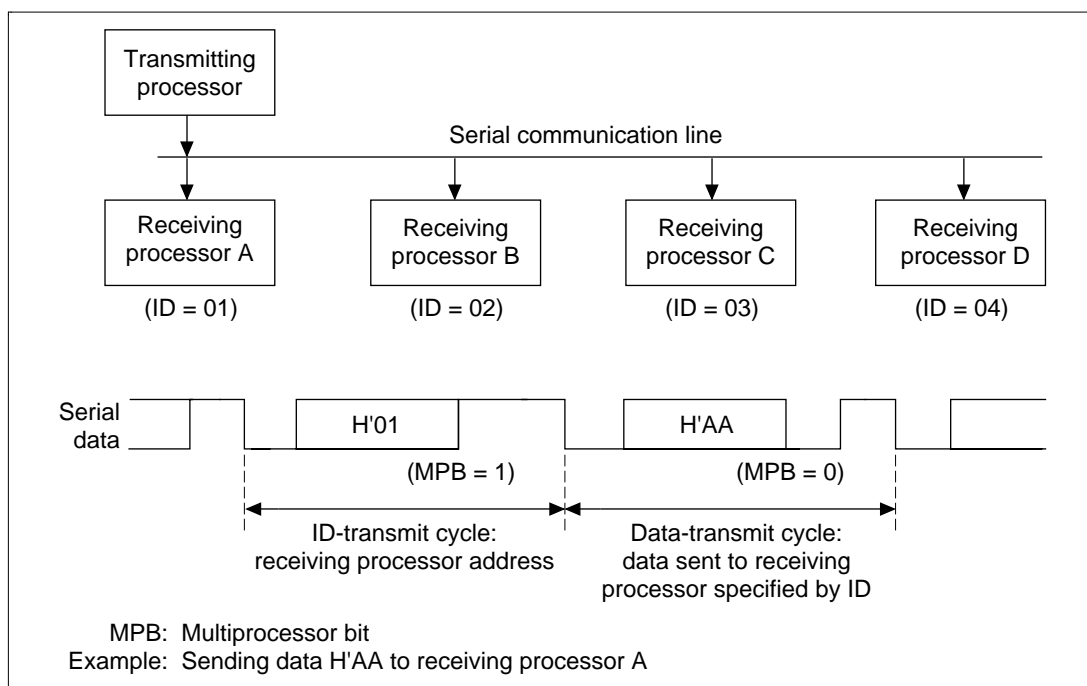 Transmitting
processor
Serial communication line
Receiving
processor A
Receiving
processor B
Receiving
processor C
Receiving
processor D
(ID = 01)
(ID = 02)
(ID = 03)
(ID = 04)
Serial
data
H'01
H'AA
(MPB = 1)
(MPB = 0)
ID-transmit cycle:
receiving processor address
Data-transmit cycle:
data sent to receiving
processor specified by ID
MPB: Multiprocessor bit
Example: Sending data H'AA to receiving processor A